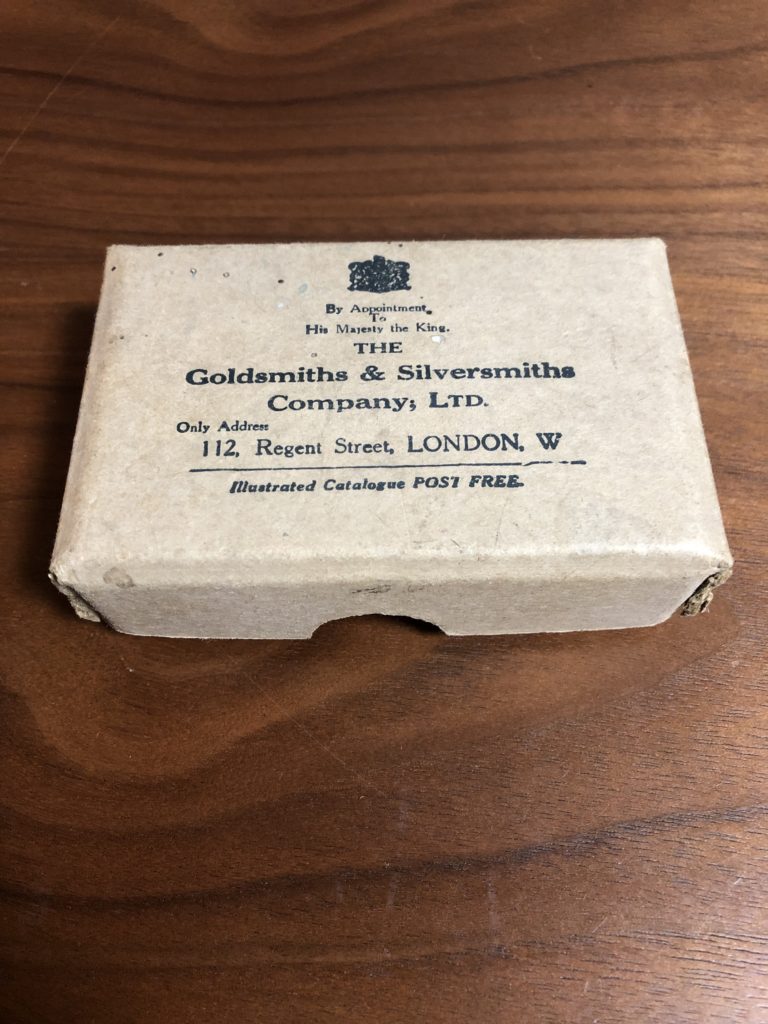 By Appointment
To
His Majesty the King.
THE
Goldsmiths & Silversmiths
Company, LTD.
Only Address
112, Regent Street, LONDON, W
Illustrated Catalogue POST FREE.